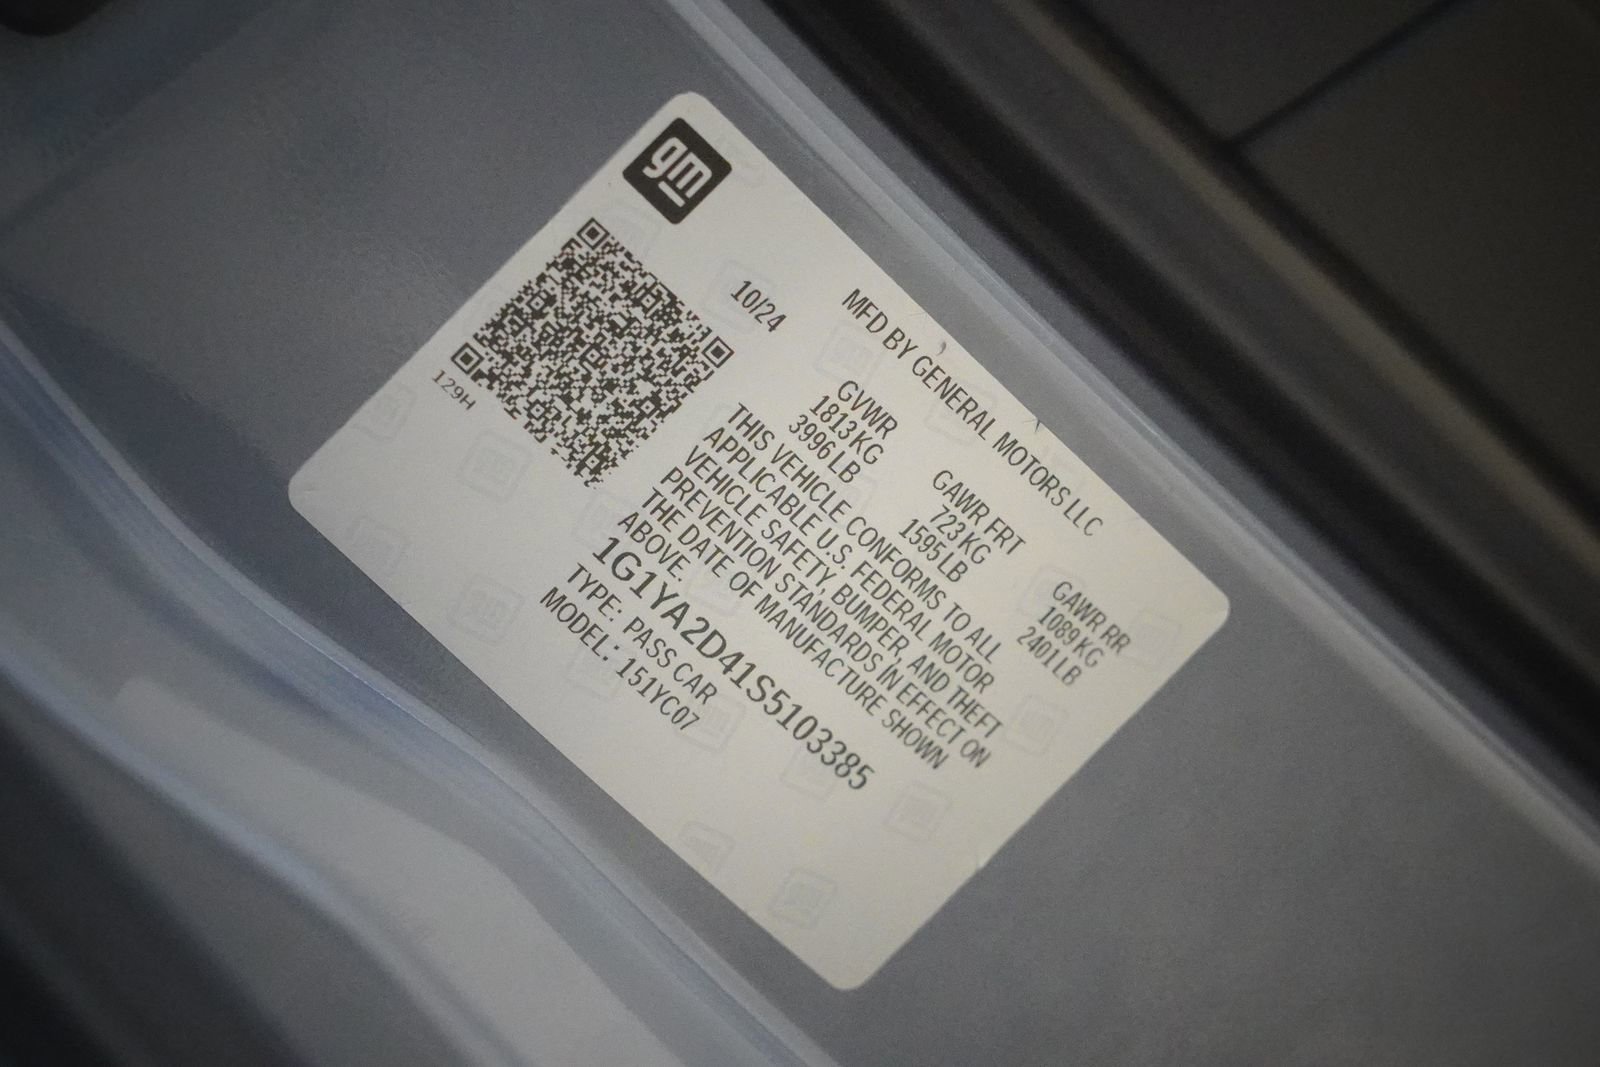 gm
10/24
MFD BY GENERAL MOTORS LLC
GVWR
1813 KG
3996 LB
GAWR FRT
723 KG
1595 LB
GAWR RR
1089 KG
2401 LB
THIS VEHICLE CONFORMS TO ALL
APPLICABLE U.S. FEDERAL MOTOR
VEHICLE SAFETY, BUMPER, AND THEFT
PREVENTION STANDARDS IN EFFECT ON
THE DATE OF MANUFACTURE SHOWN
ABOVE.
1G1YA2D41S5103385
TYPE: PASS CAR
MODEL: 151YC07
129H